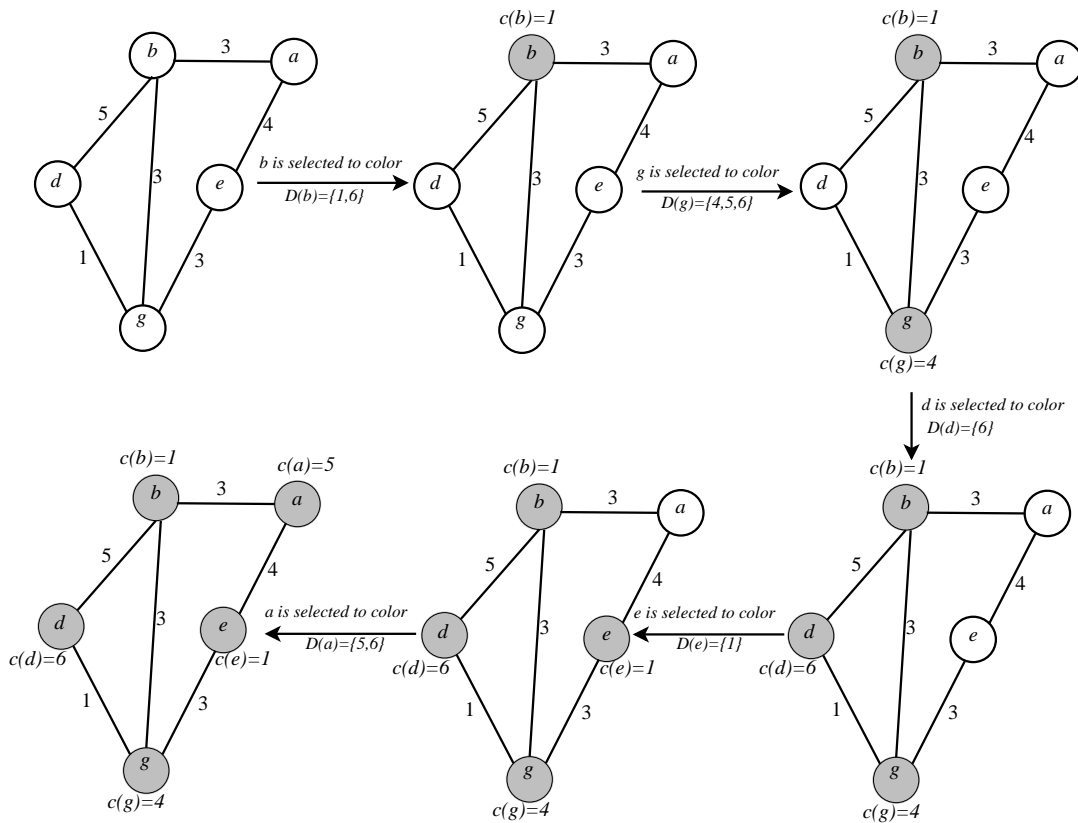 c(b)=1
c(b)=1
b
3
a
b
3
a
b
3
a
5
4
5
4
5
4
b is selected to color
D(b)={1,6}
g is selected to color
D(g)={4,5,6}
d
3
e
d
3
e
d
3
e
1
3
1
3
1
3
g
g
g
c(g)=4
d is selected to color
D(d)={6}
c(b)=1
c(a)=5
c(b)=1
c(b)=1
b
3
a
b
3
a
b
3
a
5
4
5
4
5
4
a is selected to color
D(a)={5,6}
e is selected to color
D(e)={1}
d
3
e
d
3
e
d
3
e
c(d)=6
c(e)=1
c(d)=6
c(e)=1
c(d)=6
1
3
1
3
1
3
g
g
g
c(g)=4
c(g)=4
c(g)=4